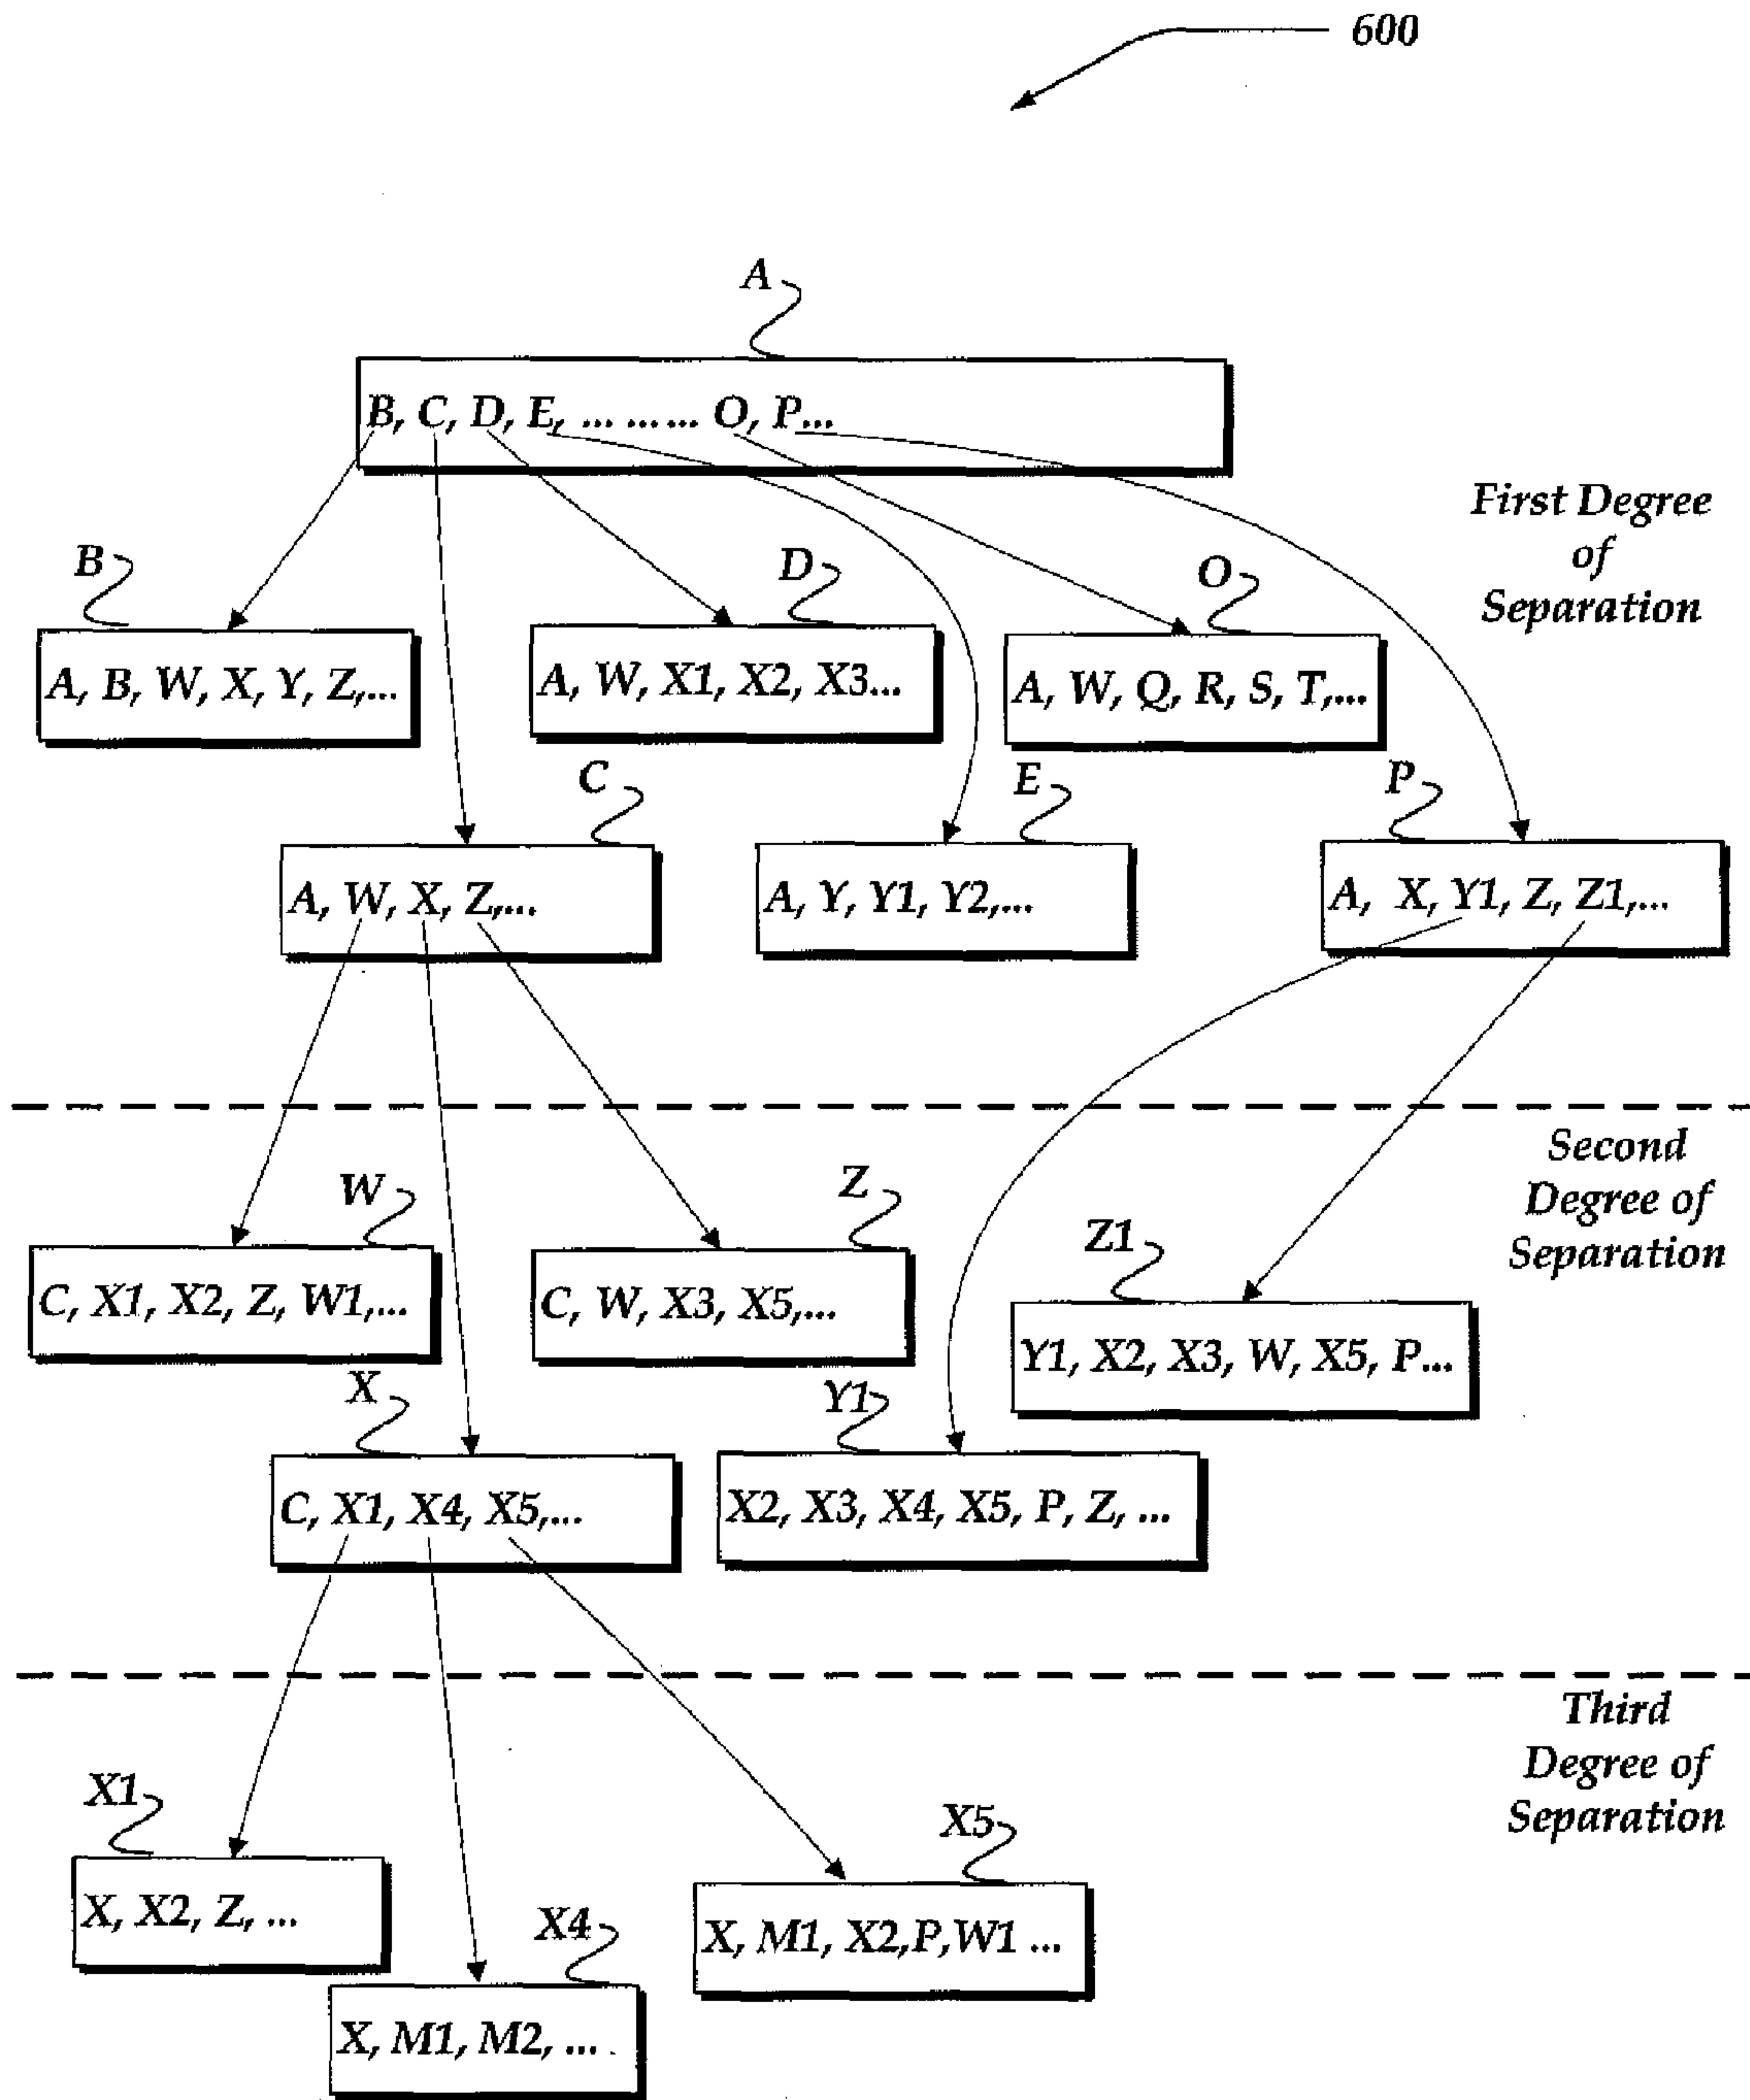 600
A
B, C, D, E, ... ... ... O, P...
First Degree
of
Separation
B
D
O
A, B, W, X, Y, Z,...
A, W, X1, X2, X3...
A, W, Q, R, S, T,...
C
E
P
A, W, X, Z,...
A, Y, Y1, Y2,...
A, X, Y1, Z, Z1,...
Second
Degree of
Separation
W
Z
Z1
C, X1, X2, Z, W1,...
C, W, X3, X5,...
Y1, X2, X3, W, X5, P...
X
Y1
C, X1, X4, X5,...
X2, X3, X4, X5, P, Z, ...
Third
Degree of
Separation
X1
X5
X, X2, Z, ...
X, M1, X2,P,W1 ...
X4
X, M1, M2, ...